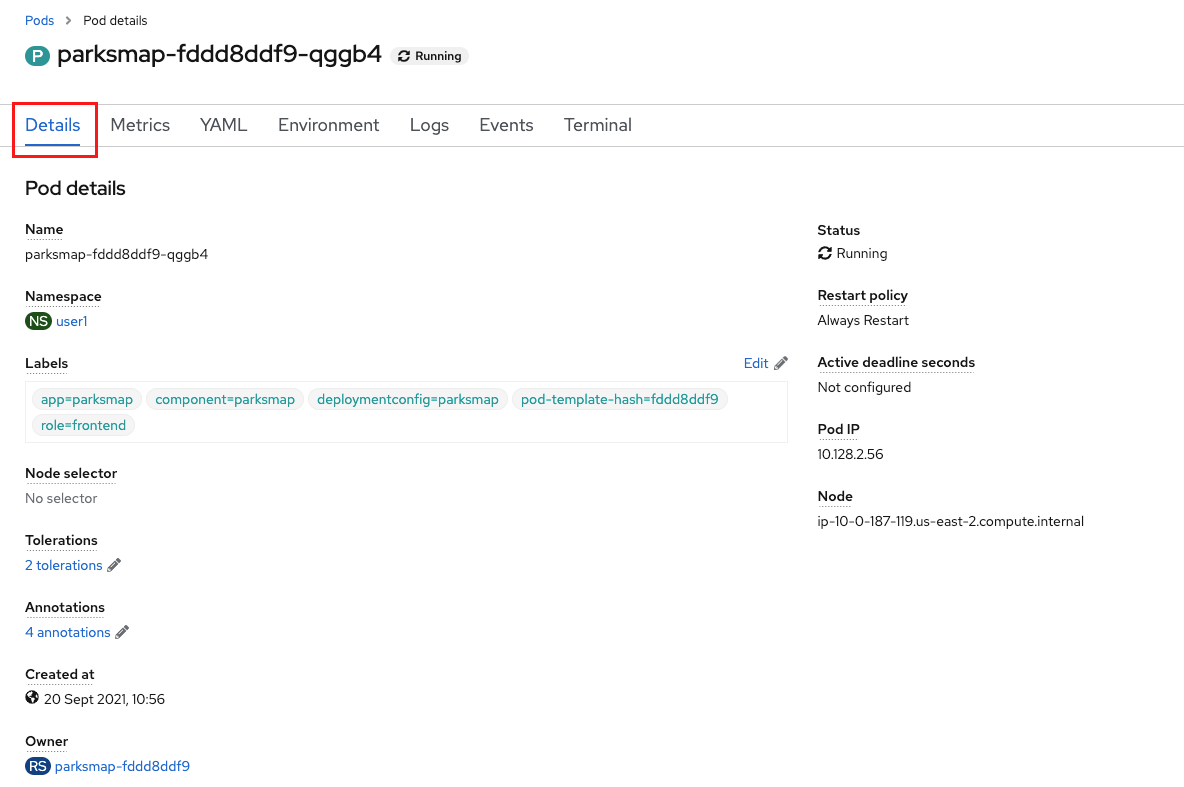 Pods > Pod details
P parksmap-fddd8ddf9-qggb4 Running
Details Metrics YAML Environment Logs Events Terminal
Pod details
Name
parksmap-fddd8ddf9-qggb4
Namespace
NS user1
Labels Edit
app=parksmap component=parksmap deploymentconfig=parksmap pod-template-hash=fddd8ddf9
role=frontend
Node selector
No selector
Tolerations
2 tolerations
Annotations
4 annotations
Created at
20 Sept 2021, 10:56
Owner
RS parksmap-fddd8ddf9
Status
Running
Restart policy
Always Restart
Active deadline seconds
Not configured
Pod IP
10.128.2.56
Node
ip-10-0-187-119.us-east-2.compute.internal